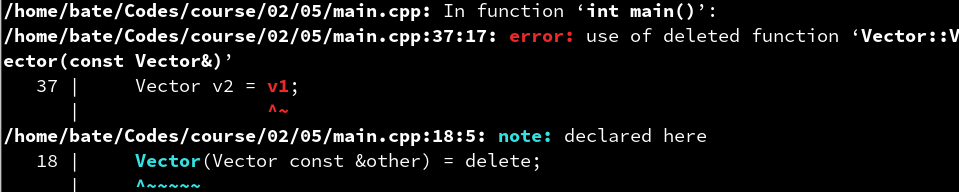 /home/bate/Codes/course/02/05/main.cpp: In function ‘int main()’:
/home/bate/Codes/course/02/05/main.cpp:37:17: error: use of deleted function ‘Vector::V
ector(const Vector&)’
   37 |     Vector v2 = v1;
      |                 ^~
/home/bate/Codes/course/02/05/main.cpp:18:5: note: declared here
   18 |     Vector(Vector const &other) = delete;
      |     ^~~~~~